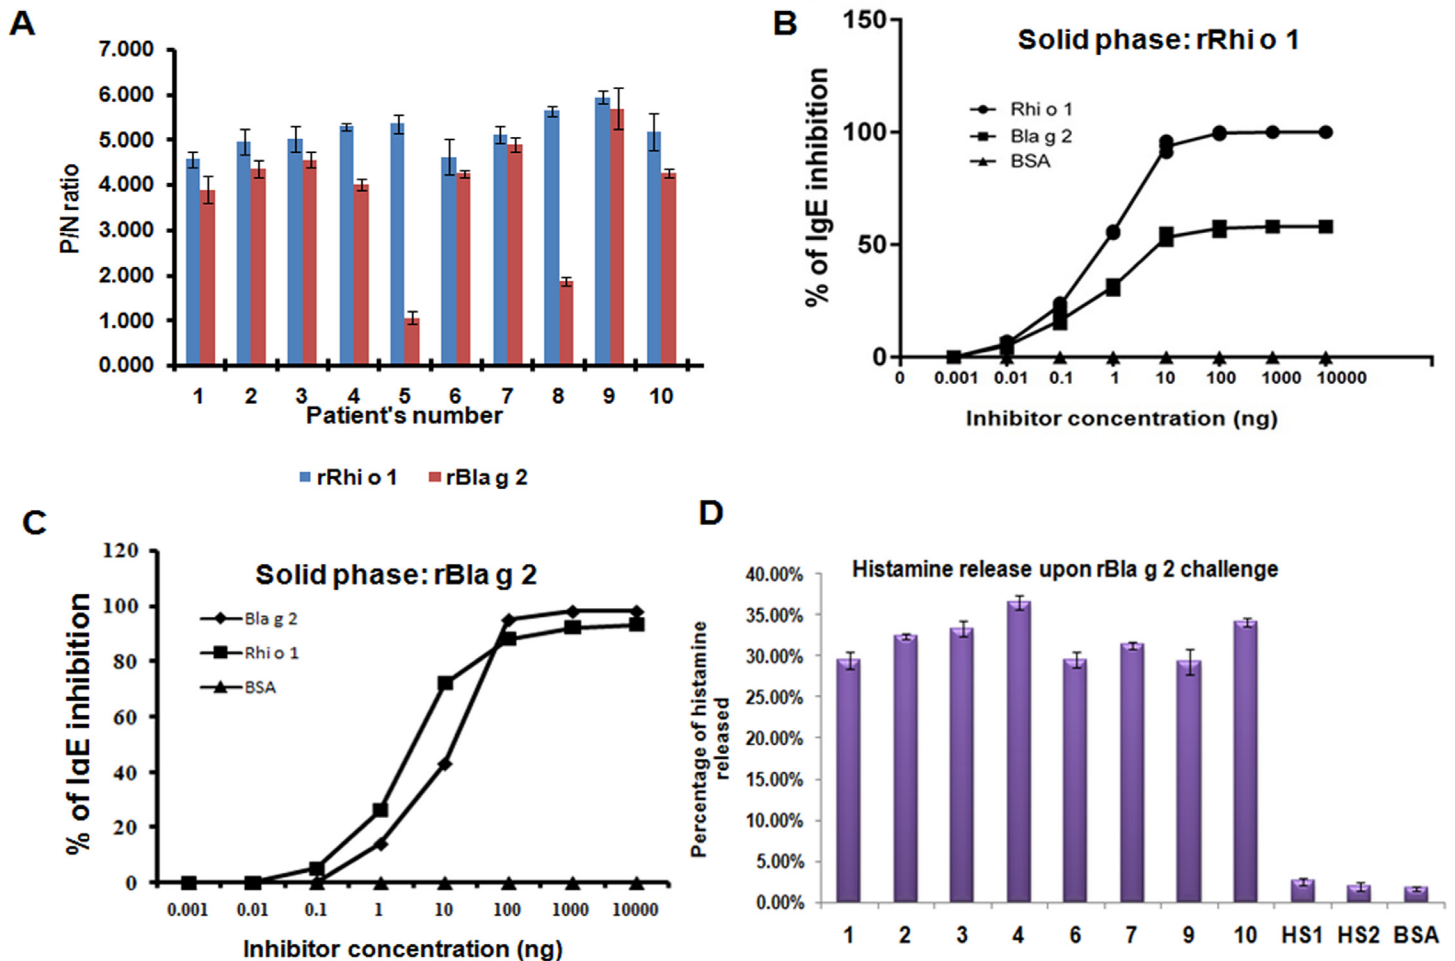 A
7.000
6.000
5.000
4.000
3.000
2.000
1.000
0.000
P/N ratio
1 2 3 4 5 6 7 8 9 10
Patient's number
rRhi o 1 rBla g 2
B
Solid phase: rRhi o 1
150
100
50
0
% of IgE inhibition
Rhi o 1
Bla g 2
BSA
0 0.001 0.01 0.1 1 10 100 1000 10000
Inhibitor concentration (ng)
C
Solid phase: rBla g 2
120
100
80
60
40
20
0
% of IgE inhibition
Bla g 2
Rhi o 1
BSA
0.001 0.01 0.1 1 10 100 1000 10000
Inhibitor concentration (ng)
D
Histamine release upon rBla g 2 challenge
40.00%
35.00%
30.00%
25.00%
20.00%
15.00%
10.00%
5.00%
0.00%
Percentage of histamine
released
1 2 3 4 6 7 9 10 HS1 HS2 BSA